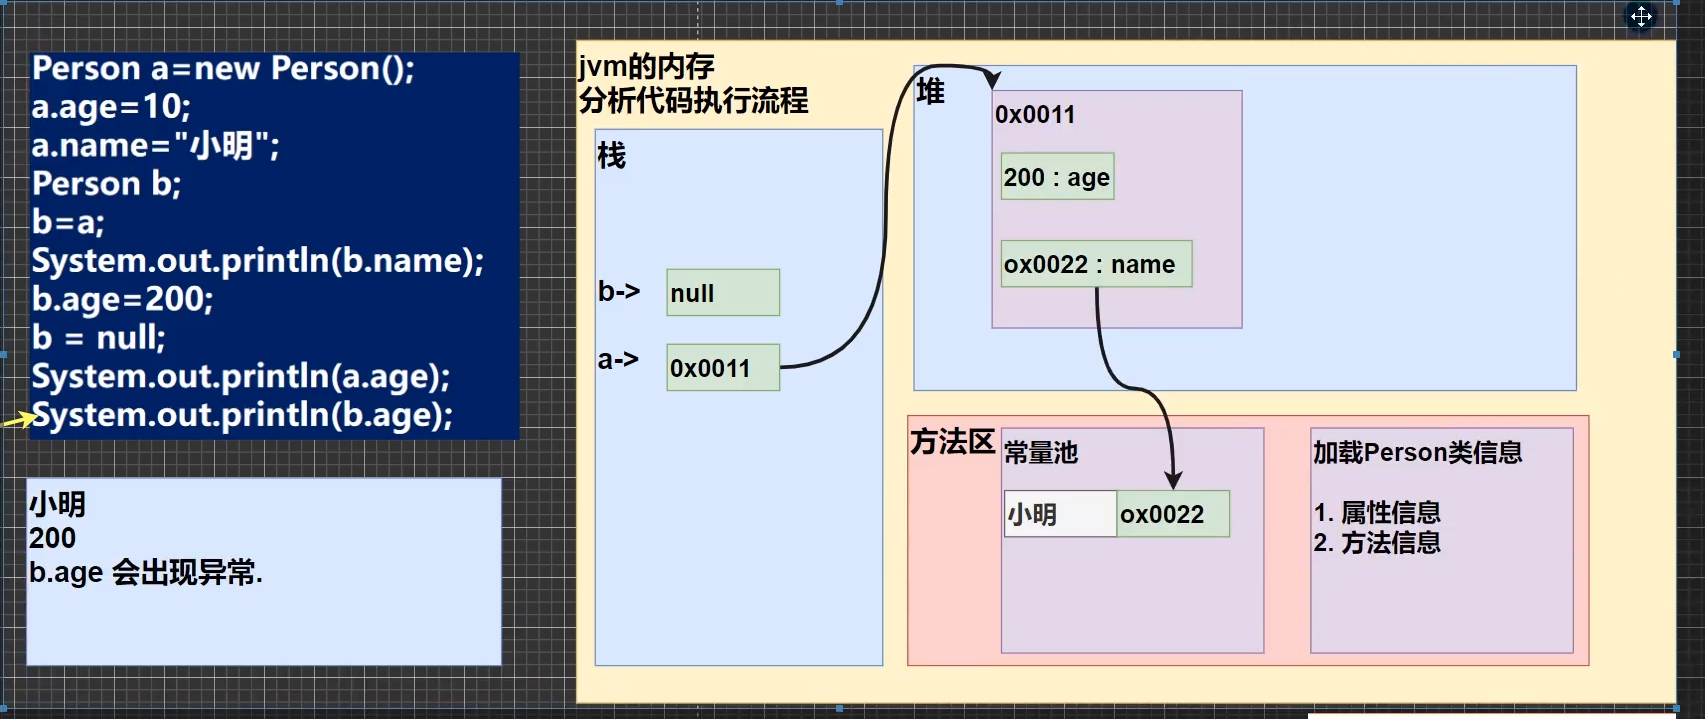 Person a=new Person();
a.age=10;
a.name="小明";
Person b;
b=a;
System.out.println(b.name);
b.age=200;
b = null;
System.out.println(a.age);
System.out.println(b.age);
小明
200
b.age 会出现异常.
jvm的内存
分析代码执行流程
栈
b->
null
a->
0x0011
堆
0x0011
200 : age
ox0022 : name
方法区
常量池
小明
ox0022
加载Person类信息
1. 属性信息
2. 方法信息